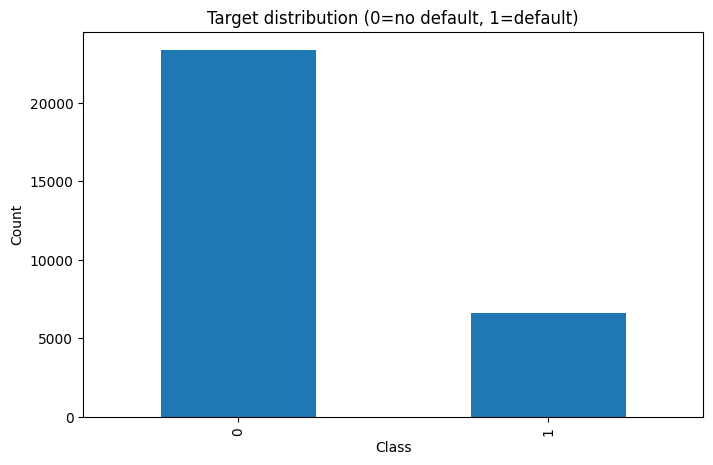 Target distribution (0=no default, 1=default)
Count
20000
15000
10000
5000
0
0
1
Class